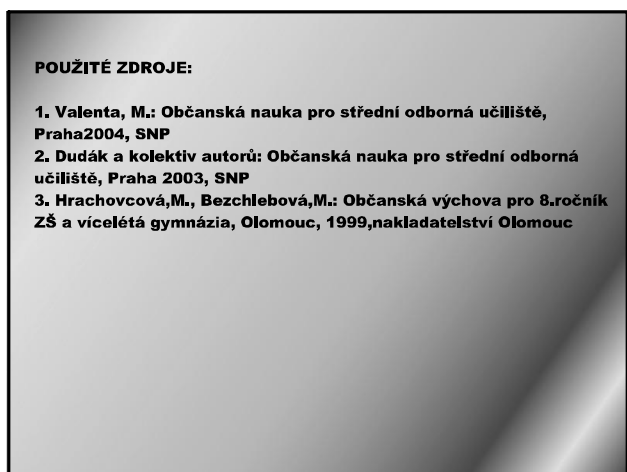 POUŽITÉ ZDROJE:
1. Valenta, M.: Občanská nauka pro střední odborná učiliště,
Praha2004, SNP
2. Dudák a kolektiv autorů: Občanská nauka pro střední odborná
učiliště, Praha 2003, SNP
3. Hrachovcová,M., Bezchlebová,M.: Občanská výchova pro 8.ročník
ZŠ a vícelétá gymnázia, Olomouc, 1999,nakladatelství Olomouc